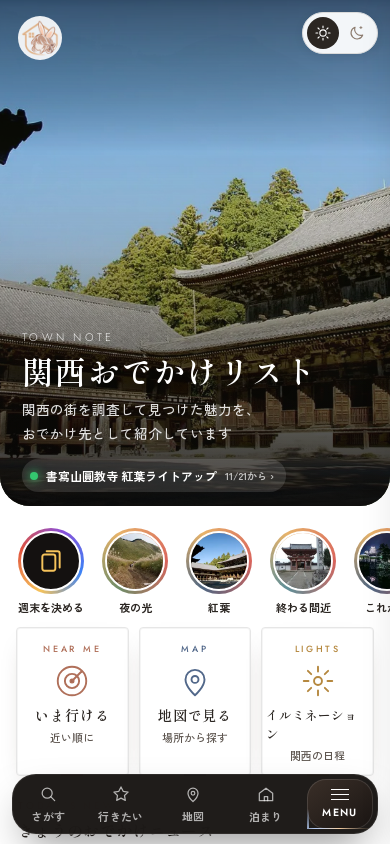 TOWN NOTE
関西おでかけリスト
関西の街を調査して見つけた魅力を、
おでかけ先として紹介しています
書寫山圓教寺 紅葉ライトアップ 11/21から ›
週末を決める
夜の光
紅葉
終わる間近
これ
NEAR ME
いま行ける
近い順に
MAP
地図で見る
場所から探す
LIGHTS
イルミネーショ
ン
関西の日程
さがす
行きたい
地図
泊まり
MENU